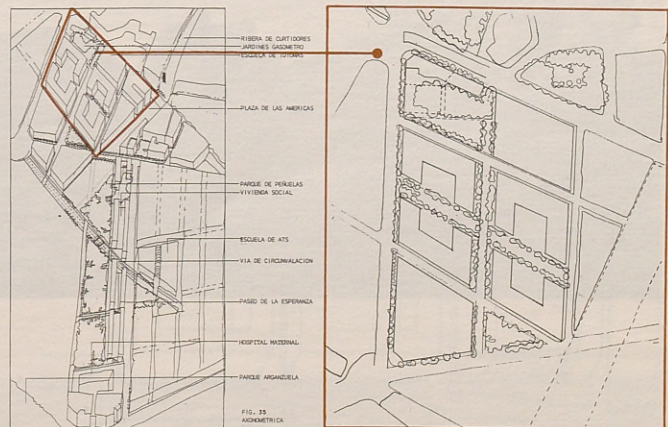 RIBERA DE CURTIDORES
JARDINES GASOMETRO
ESCUELA DE TUTORAS
PLAZA DE LAS AMERICAS
PARQUE DE PEÑUELAS
VIVIENDA SOCIAL
ESCUELA DE ATS
VIA DE CIRCUNVALACION
PASEO DE LA ESPERANZA
HOSPITAL MATERNAL
PARQUE ARGANZUELA
FIG. 35
AXONOMETRICA